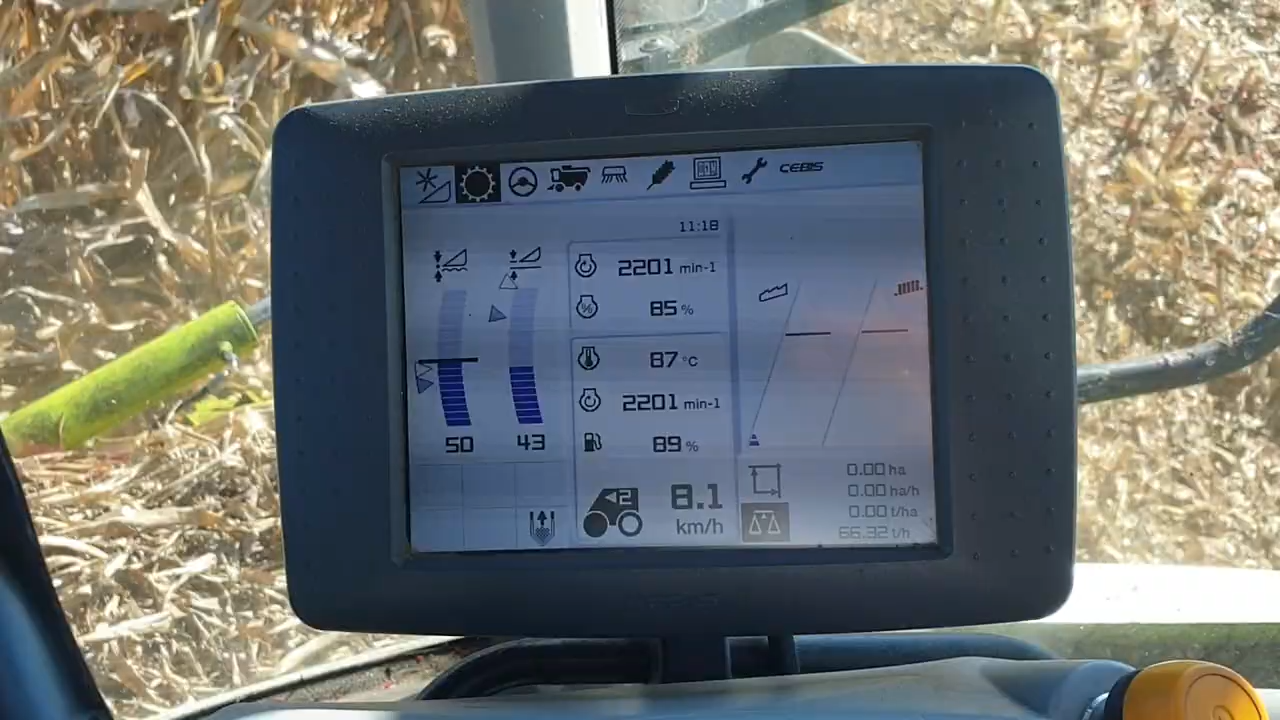 CEBIS
11:18
2201 min-1
85 %
87 °C
2201 min-1
89 %
50
43
2
8.1
km/h
0.00 ha
0.00 ha/h
0.00 t/ha
66.32 t/h